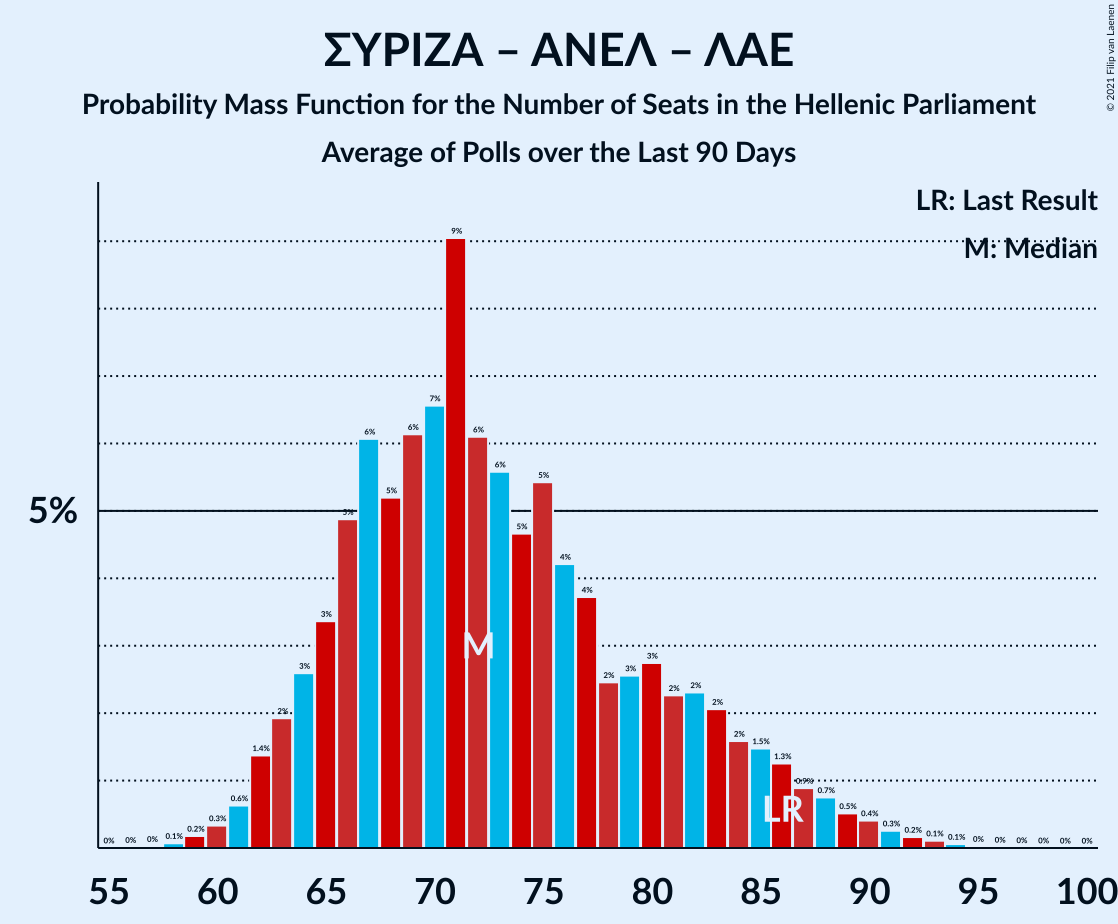 ΣΥΡΙΖΑ – ΑΝΕΛ – ΛΑΕ
Probability Mass Function for the Number of Seats in the Hellenic Parliament
Average of Polls over the Last 90 Days
© 2021 Filip van Laenen
LR: Last Result
M: Median
5%
0% 0% 0% 0.1% 0.2% 0.3% 0.6% 1.4% 2% 3% 3% 5% 6% 5% 6% 7% 9% 6% 6% 5% 5% 4% 4% 2% 3% 3% 2% 2% 2% 2% 1.5% 1.3% 0.9% 0.7% 0.5% 0.4% 0.3% 0.2% 0.1% 0.1% 0% 0% 0% 0% 0% 0%
M
LR
55 60 65 70 75 80 85 90 95 100